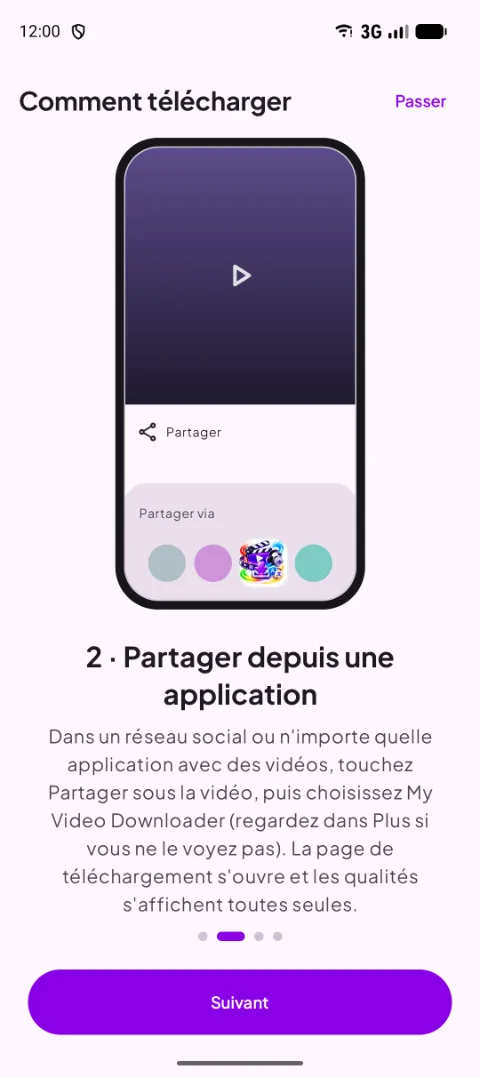 12:00
3G
Comment télécharger
Passer
Partager
Partager via
2 · Partager depuis une
application
Dans un réseau social ou n'importe quelle
application avec des vidéos, touchez
Partager sous la vidéo, puis choisissez My
Video Downloader (regardez dans Plus si
vous ne le voyez pas). La page de
téléchargement s'ouvre et les qualités
s'affichent toutes seules.
Suivant